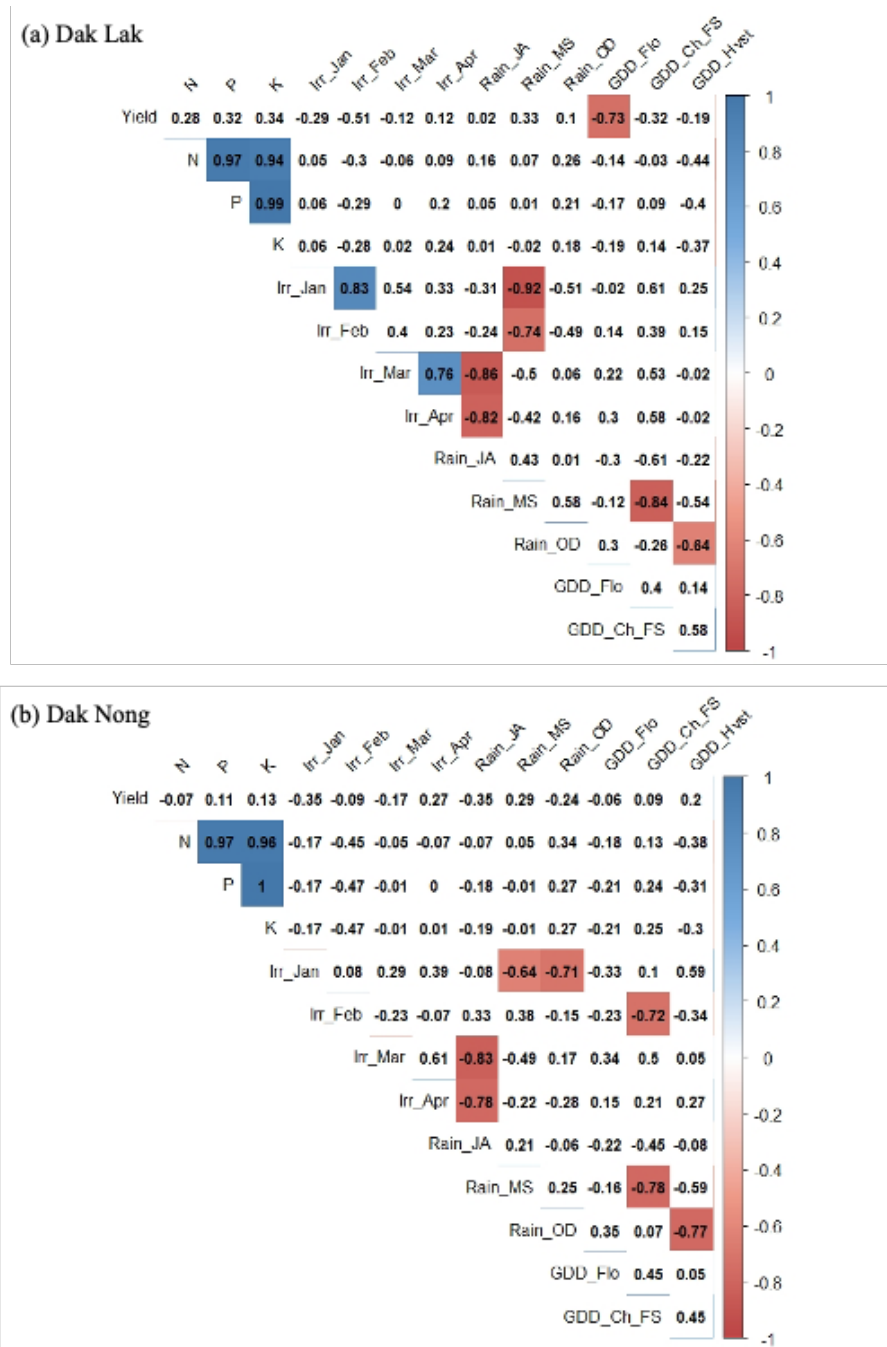 (a) Dak Lak
N P K Irr_Jan Irr_Feb Irr_Mar Irr_Apr Rain_JA Rain_MS Rain_OD GDD_Flo GDD_Ch_FS GDD_Hvst
Yield 0.28 0.32 0.34 -0.29 -0.51 -0.12 0.12 0.02 0.33 0.1 -0.73 -0.32 -0.19
N 0.97 0.94 0.05 -0.3 -0.06 0.09 0.16 0.07 0.26 -0.14 -0.03 -0.44
P 0.99 0.06 -0.29 0 0.2 0.05 0.01 0.21 -0.17 0.09 -0.4
K 0.06 -0.28 0.02 0.24 0.01 -0.02 0.18 -0.19 0.14 -0.37
Irr_Jan 0.83 0.54 0.33 -0.31 -0.92 -0.51 -0.02 0.61 0.25
Irr_Feb 0.4 0.23 -0.24 -0.74 -0.49 0.14 0.39 0.15
Irr_Mar 0.76 -0.86 -0.5 0.06 0.22 0.53 -0.02
Irr_Apr -0.82 -0.42 0.16 0.3 0.58 -0.02
Rain_JA 0.43 0.01 -0.3 -0.61 -0.22
Rain_MS 0.58 -0.12 -0.84 -0.54
Rain_OD 0.3 -0.26 -0.64
GDD_Flo 0.4 0.14
GDD_Ch_FS 0.58
1
0.8
0.6
0.4
0.2
0
-0.2
-0.4
-0.6
-0.8
-1
(b) Dak Nong
N P K Irr_Jan Irr_Feb Irr_Mar Irr_Apr Rain_JA Rain_MS Rain_OD GDD_Flo GDD_Ch_FS GDD_Hvst
Yield -0.07 0.11 0.13 -0.35 -0.09 -0.17 0.27 -0.35 0.29 -0.24 -0.06 0.09 0.2
N 0.97 0.96 -0.17 -0.45 -0.05 -0.07 -0.07 0.05 0.34 -0.18 0.13 -0.38
P 1 -0.17 -0.47 -0.01 0 -0.18 -0.01 0.27 -0.21 0.24 -0.31
K -0.17 -0.47 -0.01 0.01 -0.19 -0.01 0.27 -0.21 0.25 -0.3
Irr_Jan 0.08 0.29 0.39 -0.08 -0.64 -0.71 -0.33 0.1 0.59
Irr_Feb -0.23 -0.07 0.33 0.38 -0.15 -0.23 -0.72 -0.34
Irr_Mar 0.61 -0.83 -0.49 0.17 0.34 0.5 0.05
Irr_Apr -0.78 -0.22 -0.28 0.15 0.21 0.27
Rain_JA 0.21 -0.06 -0.22 -0.45 -0.08
Rain_MS 0.25 -0.16 -0.78 -0.59
Rain_OD 0.35 0.07 -0.77
GDD_Flo 0.45 0.05
GDD_Ch_FS 0.45
1
0.8
0.6
0.4
0.2
0
-0.2
-0.4
-0.6
-0.8
-1